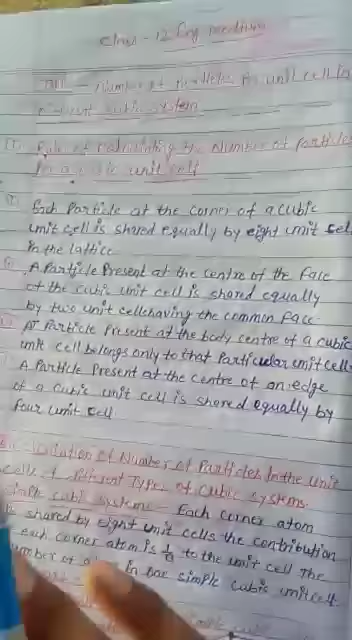 Class - 12 Eng medium
Number of particles Per unit cell in
cubic system
Rule of Calculating the Number of Particle
in a cubic unit cell
Each Particle at the corner of a cubic
unit cell is shared equally by eight unit cell
in the lattice
A Particle Present at the centre of the Face
of the cubic unit cell is shared equally
by two unit cell having the common Face.
A Particle Present at the body centre of a cubic
unit cell belongs only to that Particular unit cell
A Particle Present at the centre of an edge
of a cubic unit cell is shared equally by
Four unit cell
of Number of Particles In the Unit
cell of Different Types of Cubic Systems.
Simple cubic systems - Each corner atom
shared by eight unit cells the contribution
each corner atom is 1/8 to the unit cell The
number of In one simple cubic unit cell